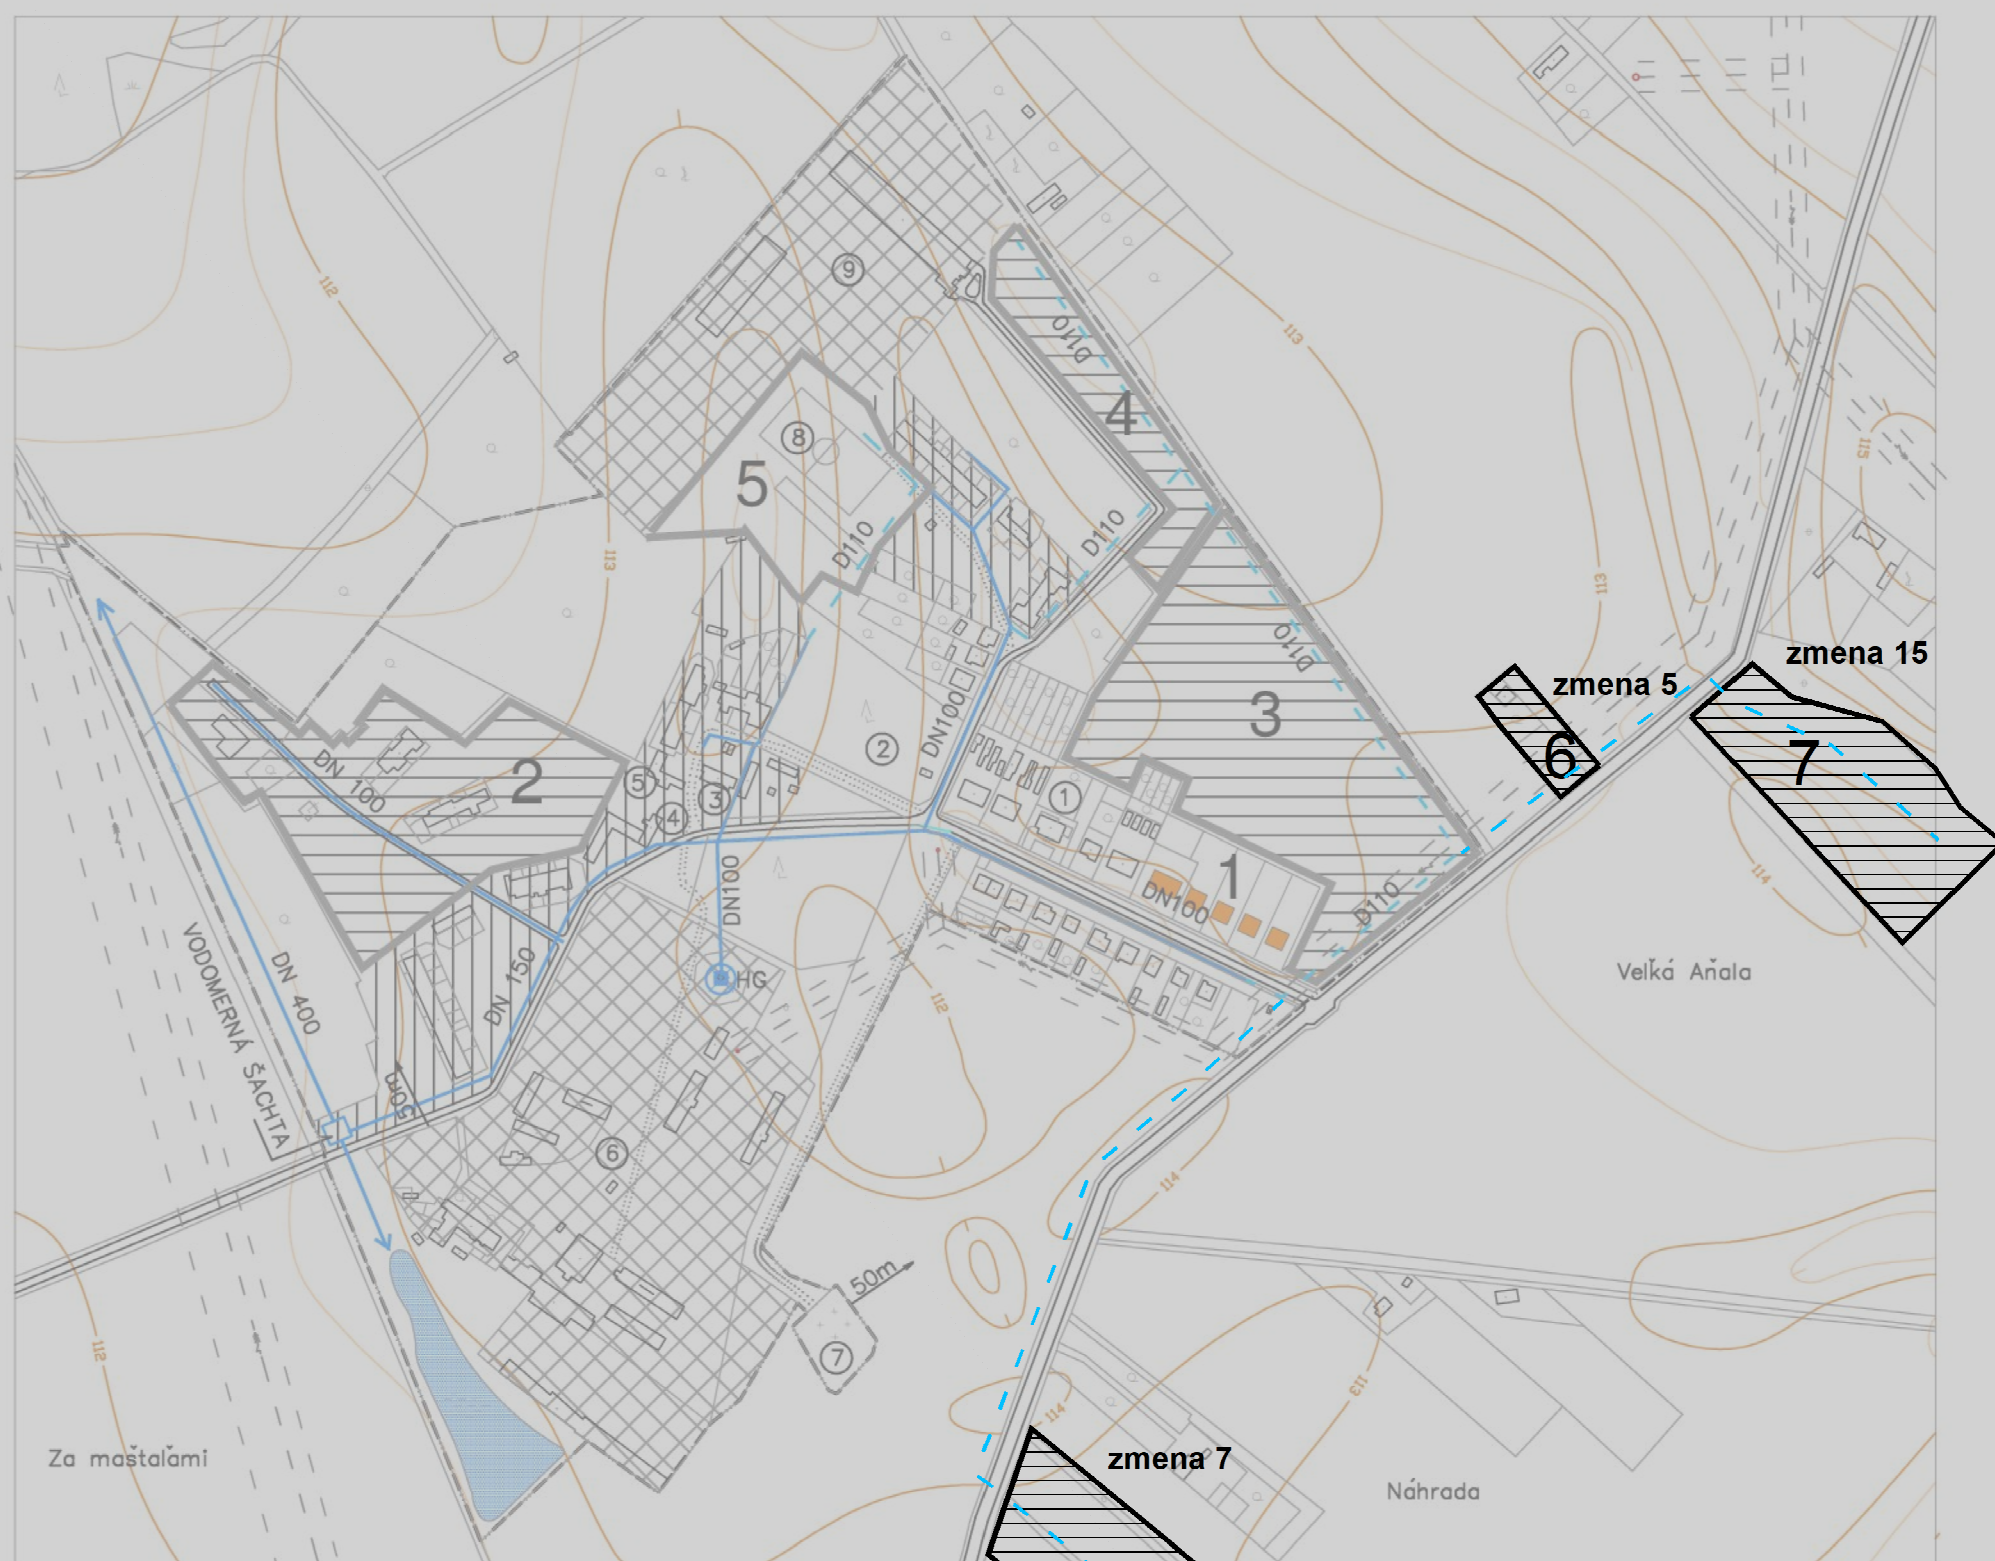 112
9
113
D110
4
115
8
5
D110
D110
113
113
D110
zmena 15
3
zmena 5
DN100
2
6
7
DN 100
2
5
3
4
1
1
114
DN100
DN100
D110
VODOMERNÁ ŠACHTA
DN 400
DN 150
HG
112
Veľká Aňala
50m
6
114
50m
7
112
113
114
Za maštaľami
zmena 7
Náhrada